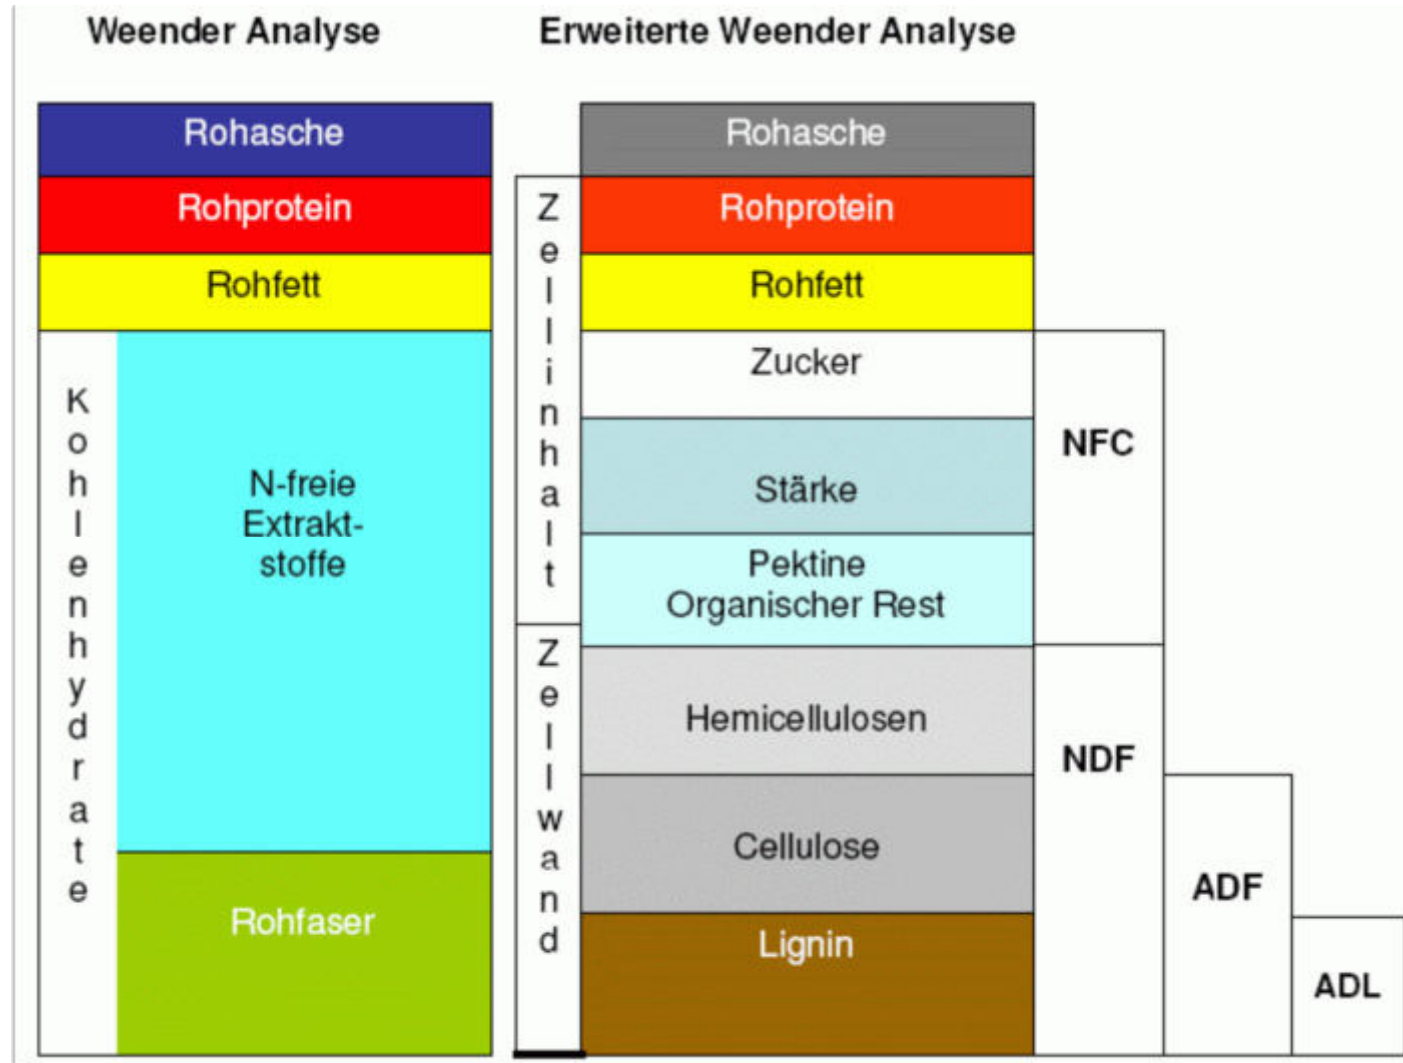 Weender Analyse
Erweiterte Weender Analyse
Rohasche
Rohprotein
Rohfett
Kohlenhydrate
N-freie
Extrakt-
stoffe
Rohfaser
Zellinhalt
Zellwand
Rohasche
Rohprotein
Rohfett
Zucker
Stärke
Pektine
Organischer Rest
Hemicellulosen
Cellulose
Lignin
NFC
NDF
ADF
ADL